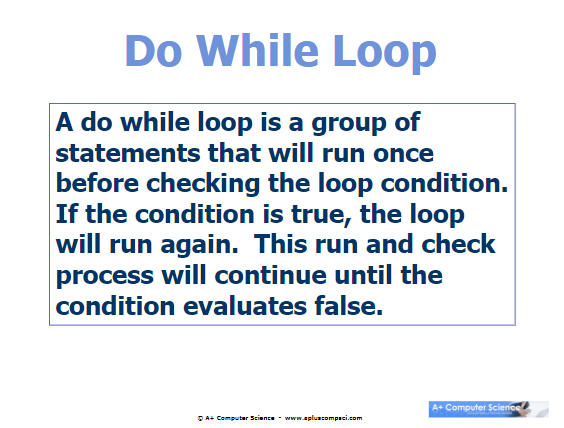 Do While Loop
A do while loop is a group of
statements that will run once
before checking the loop condition.
If the condition is true, the loop
will run again.  This run and check
process will continue until the
condition evaluates false.
© A+ Computer Science - www.apluscompsci.com
A+ Computer Science